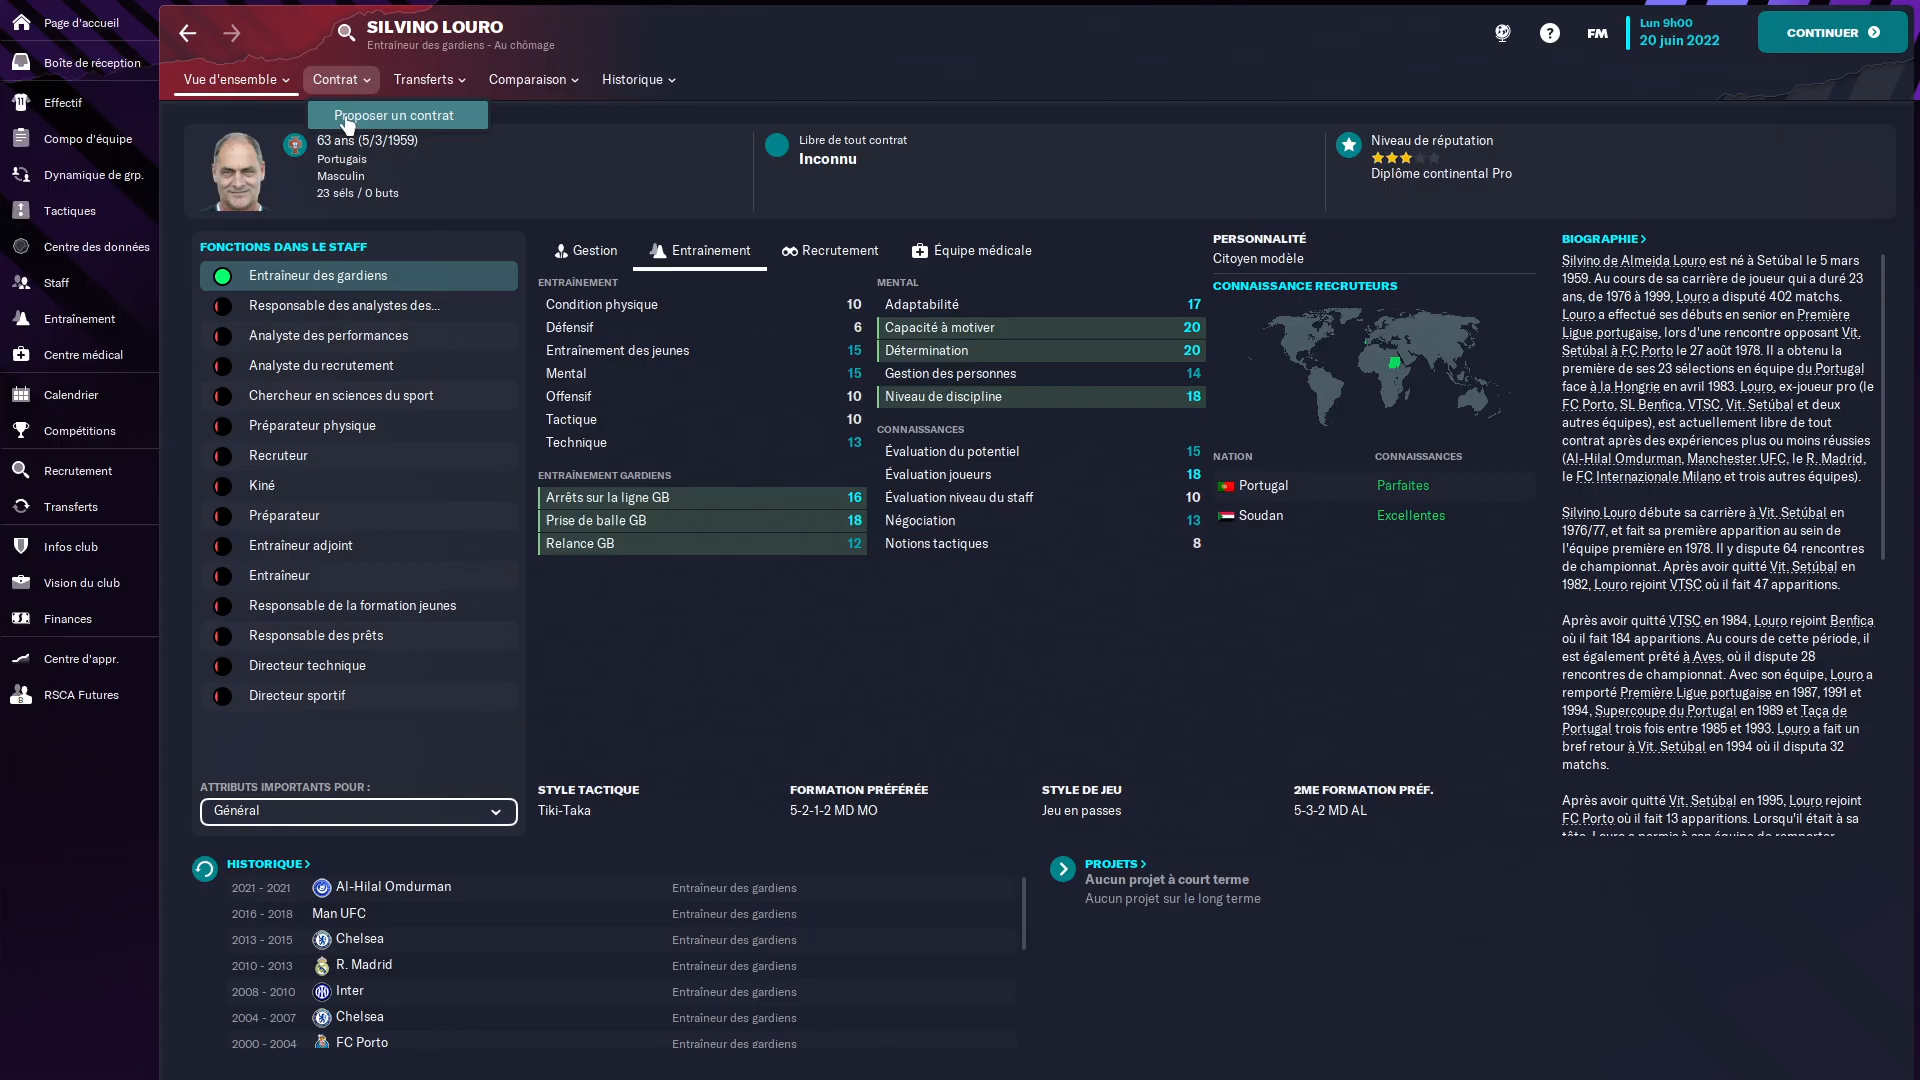 Page d'accueil
Boîte de réception
Effectif
Compo d'équipe
Dynamique de grp.
Tactiques
Centre des données
Staff
Entraînement
Centre médical
Calendrier
Compétitions
Recrutement
Transferts
Infos club
Vision du club
Finances
Centre d'appr.
RSCA Futures
SILVINO LOURO
Entraîneur des gardiens - Au chômage
FM
Lun 9h00
20 juin 2022
CONTINUER
Vue d'ensemble
Contrat
Transferts
Comparaison
Historique
Proposer un contrat
63 ans (5/3/1959)
Portugais
Masculin
23 séls / 0 buts
Libre de tout contrat
Inconnu
Niveau de réputation
Diplôme continental Pro
FONCTIONS DANS LE STAFF
Entraîneur des gardiens
Responsable des analystes des...
Analyste des performances
Analyste du recrutement
Chercheur en sciences du sport
Préparateur physique
Recruteur
Kiné
Préparateur
Entraîneur adjoint
Entraîneur
Responsable de la formation jeunes
Responsable des prêts
Directeur technique
Directeur sportif
ATTRIBUTS IMPORTANTS POUR :
Général
Gestion
Entraînement
Recrutement
Équipe médicale
ENTRAÎNEMENT
Condition physique 10
Défensif 6
Entraînement des jeunes 15
Mental 15
Offensif 10
Tactique 10
Technique 13
ENTRAÎNEMENT GARDIENS
Arrêts sur la ligne GB 16
Prise de balle GB 18
Relance GB 12
MENTAL
Adaptabilité 17
Capacité à motiver 20
Détermination 20
Gestion des personnes 14
Niveau de discipline 18
CONNAISSANCES
Évaluation du potentiel 15
Évaluation joueurs 18
Évaluation niveau du staff 10
Négociation 13
Notions tactiques 8
PERSONNALITÉ
Citoyen modèle
CONNAISSANCE RECRUTEURS
NATION CONNAISSANCES
Portugal Parfaites
Soudan Excellentes
STYLE TACTIQUE
Tiki-Taka
FORMATION PRÉFÉRÉE
5-2-1-2 MD MO
STYLE DE JEU
Jeu en passes
2ME FORMATION PRÉF.
5-3-2 MD AL
BIOGRAPHIE
Silvino de Almeida Louro est né à Setúbal le 5 mars
1959. Au cours de sa carrière de joueur qui a duré 23
ans, de 1976 à 1999, Louro a disputé 402 matchs.
Louro a effectué ses débuts en senior en Première
Ligue portugaise, lors d'une rencontre opposant Vit.
Setúbal à FC Porto le 27 août 1978. Il a obtenu la
première de ses 23 sélections en équipe du Portugal
face à la Hongrie en avril 1983. Louro, ex-joueur pro (le
FC Porto, SL Benfica, VTSC, Vit. Setúbal et deux
autres équipes), est actuellement libre de tout
contrat après des expériences plus ou moins réussies
(Al-Hilal Omdurman, Manchester UFC, le R. Madrid,
le FC Internazionale Milano et trois autres équipes).
Silvino Louro débute sa carrière à Vit. Setúbal en
1976/77, et fait sa première apparition au sein de
l'équipe première en 1978. Il y dispute 64 rencontres
de championnat. Après avoir quitté Vit. Setúbal en
1982, Louro rejoint VTSC où il fait 47 apparitions.
Après avoir quitté VTSC en 1984, Louro rejoint Benfica
où il fait 184 apparitions. Au cours de cette période, il
est également prêté à Aves, où il dispute 28
rencontres de championnat. Avec son équipe, Louro a
remporté Première Ligue portugaise en 1987, 1991 et
1994, Supercoupe du Portugal en 1989 et Taça de
Portugal trois fois entre 1985 et 1993. Louro a fait un
bref retour à Vit. Setúbal en 1994 où il disputa 32
matchs.
Après avoir quitté Vit. Setúbal en 1995, Louro rejoint
FC Porto où il fait 13 apparitions. Lorsqu'il était à sa
tête, Louro a permis à son équipe de remporter
HISTORIQUE
2021 - 2021 Al-Hilal Omdurman Entraîneur des gardiens
2016 - 2018 Man UFC Entraîneur des gardiens
2013 - 2015 Chelsea Entraîneur des gardiens
2010 - 2013 R. Madrid Entraîneur des gardiens
2008 - 2010 Inter Entraîneur des gardiens
2004 - 2007 Chelsea Entraîneur des gardiens
2000 - 2004 FC Porto Entraîneur des gardiens
PROJETS
Aucun projet à court terme
Aucun projet sur le long terme